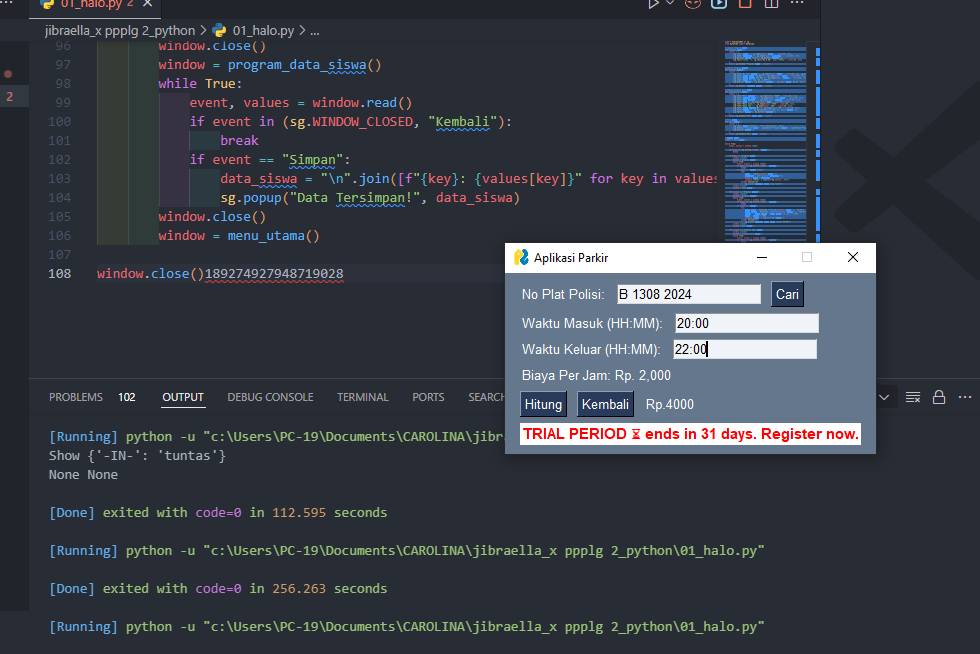 01_halo.py 2
jibraella_x ppplg 2_python > 01_halo.py > ...
96 window.close()
97 window = program_data_siswa()
98 while True:
99 event, values = window.read()
100 if event in (sg.WINDOW_CLOSED, "Kembali"):
101 break
102 if event == "Simpan":
103 data_siswa = "\n".join([f"{key}: {values[key]}" for key in values
104 sg.popup("Data Tersimpan!", data_siswa)
105 window.close()
106 window = menu_utama()
107
108 window.close()189274927948719028
2
Aplikasi Parkir
No Plat Polisi: B 1308 2024 Cari
Waktu Masuk (HH:MM): 20:00
Waktu Keluar (HH:MM): 22:00
Biaya Per Jam: Rp. 2,000
Hitung Kembali Rp.4000
TRIAL PERIOD ⏳ ends in 31 days. Register now.
PROBLEMS 102 OUTPUT DEBUG CONSOLE TERMINAL PORTS SEARCH
[Running] python -u "c:\Users\PC-19\Documents\CAROLINA\jibra
Show {'-IN-': 'tuntas'}
None None
[Done] exited with code=0 in 112.595 seconds
[Running] python -u "c:\Users\PC-19\Documents\CAROLINA\jibraella_x ppplg 2_python\01_halo.py"
[Done] exited with code=0 in 256.263 seconds
[Running] python -u "c:\Users\PC-19\Documents\CAROLINA\jibraella_x ppplg 2_python\01_halo.py"